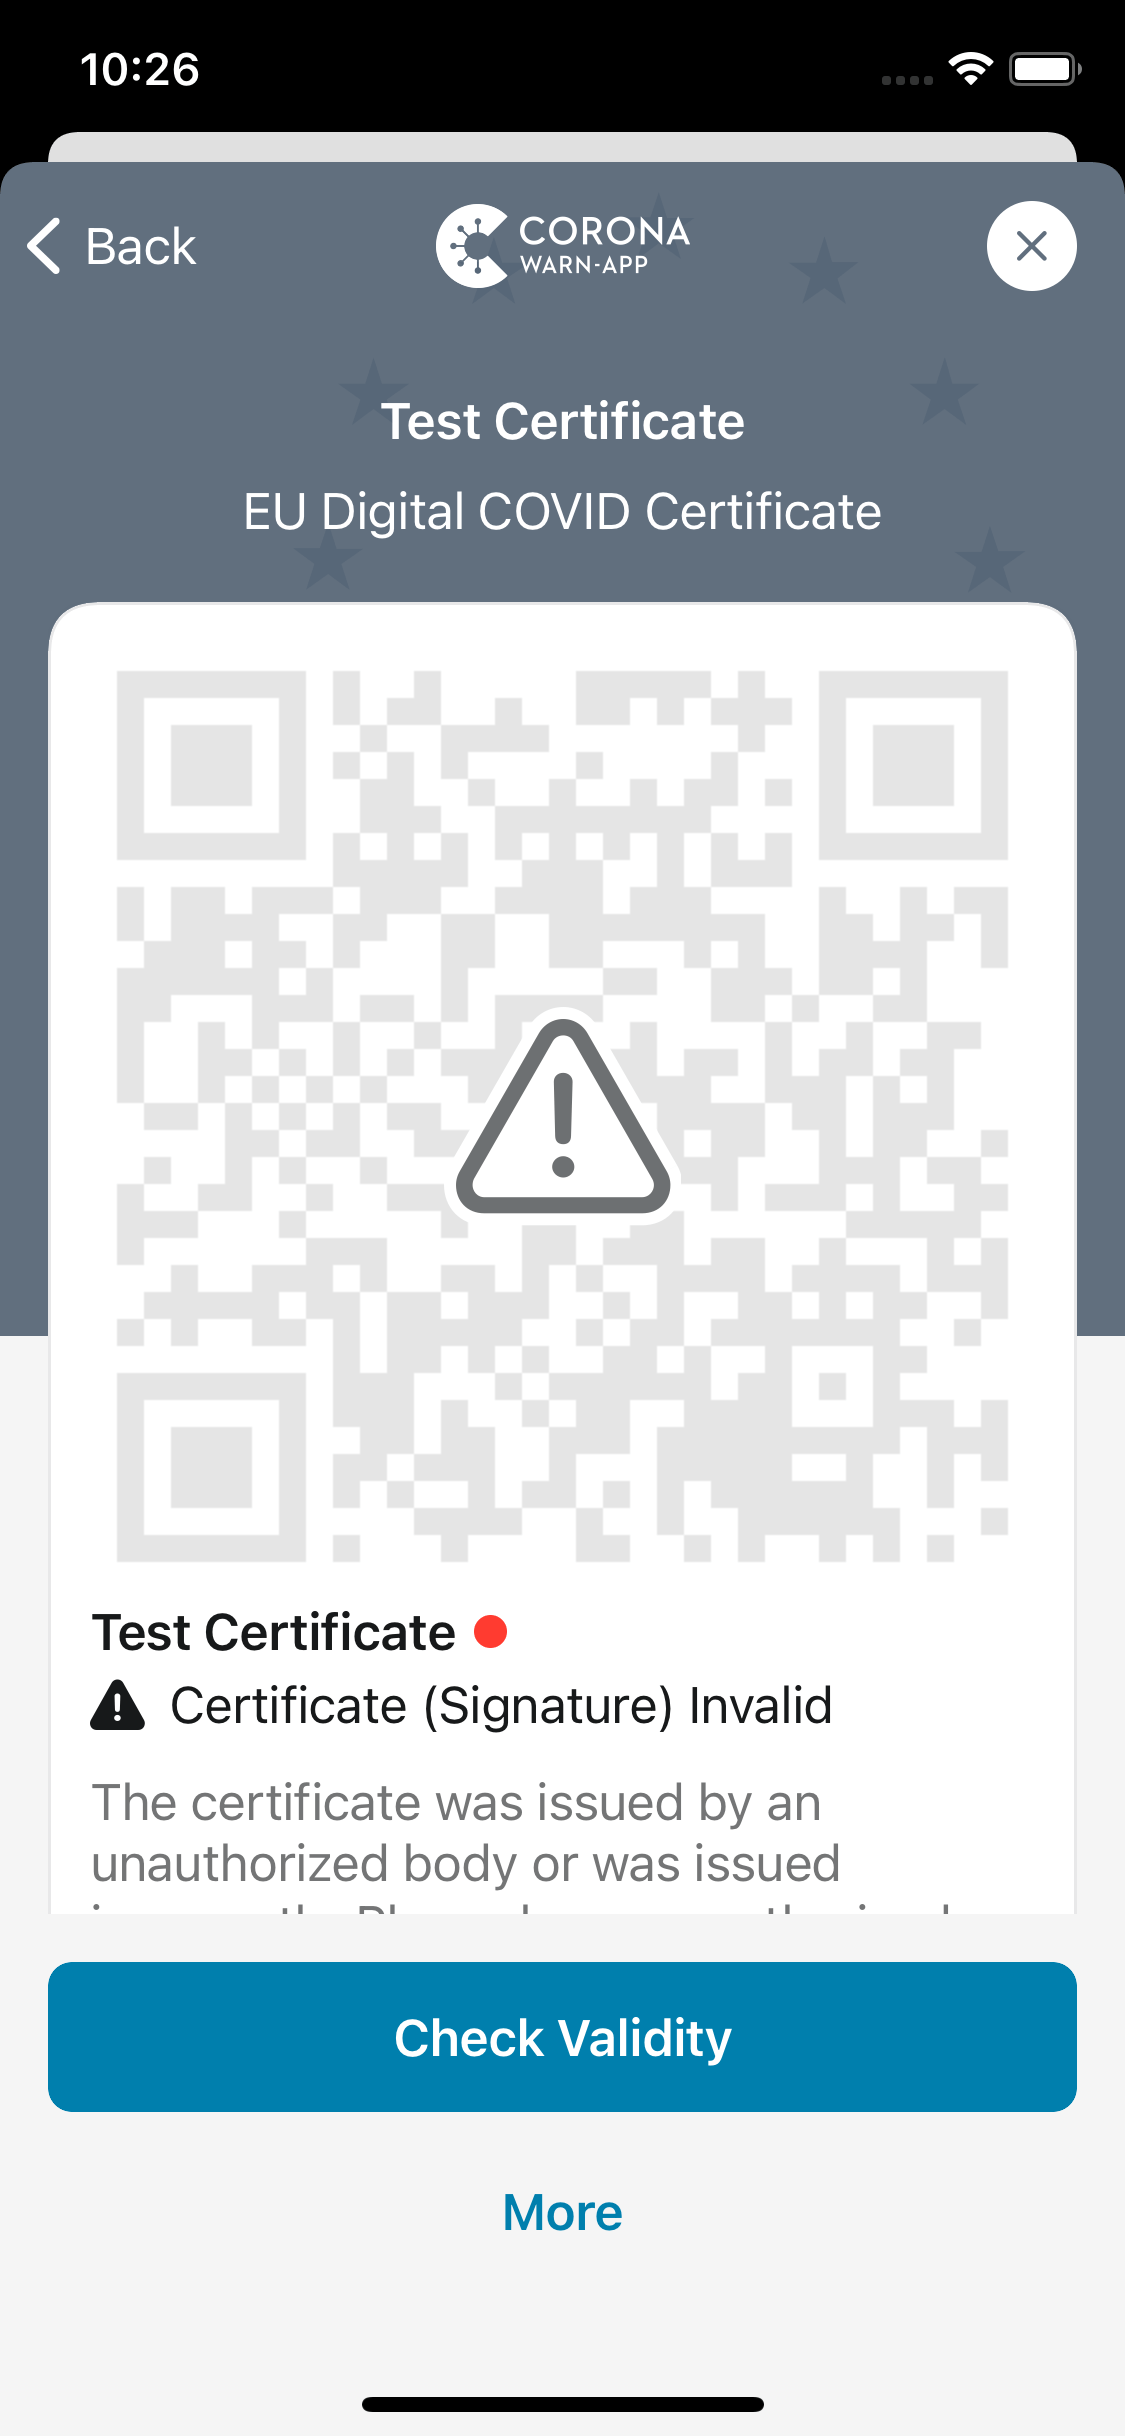 10:26
Back
CORONA
WARN-APP
Test Certificate
EU Digital COVID Certificate
Test Certificate
Certificate (Signature) Invalid
The certificate was issued by an
unauthorized body or was issued
Check Validity
More